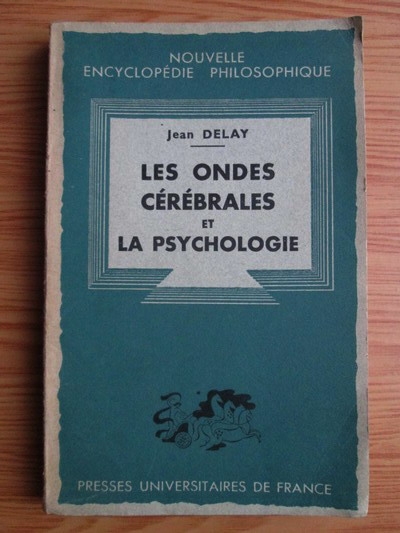 NOUVELLE
ENCYCLOPÉDIE PHILOSOPHIQUE
Jean DELAY
LES ONDES
CÉRÉBRALES
ET
LA PSYCHOLOGIE
PRESSES UNIVERSITAIRES DE FRANCE